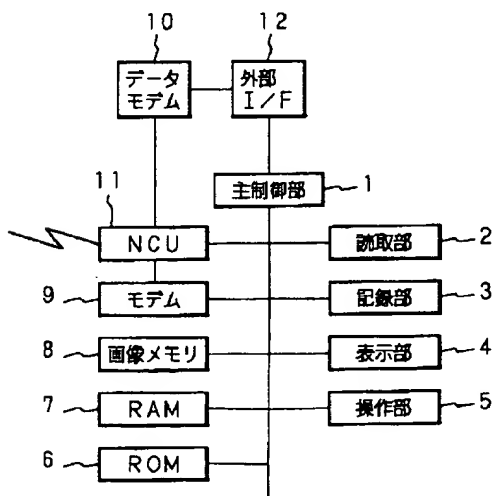 10
12
データ
モデム
外部
I/F
11
主制御部
1
NCU
読取部
2
9
モデム
記録部
3
8
画像メモリ
表示部
4
7
RAM
操作部
5
6
ROM